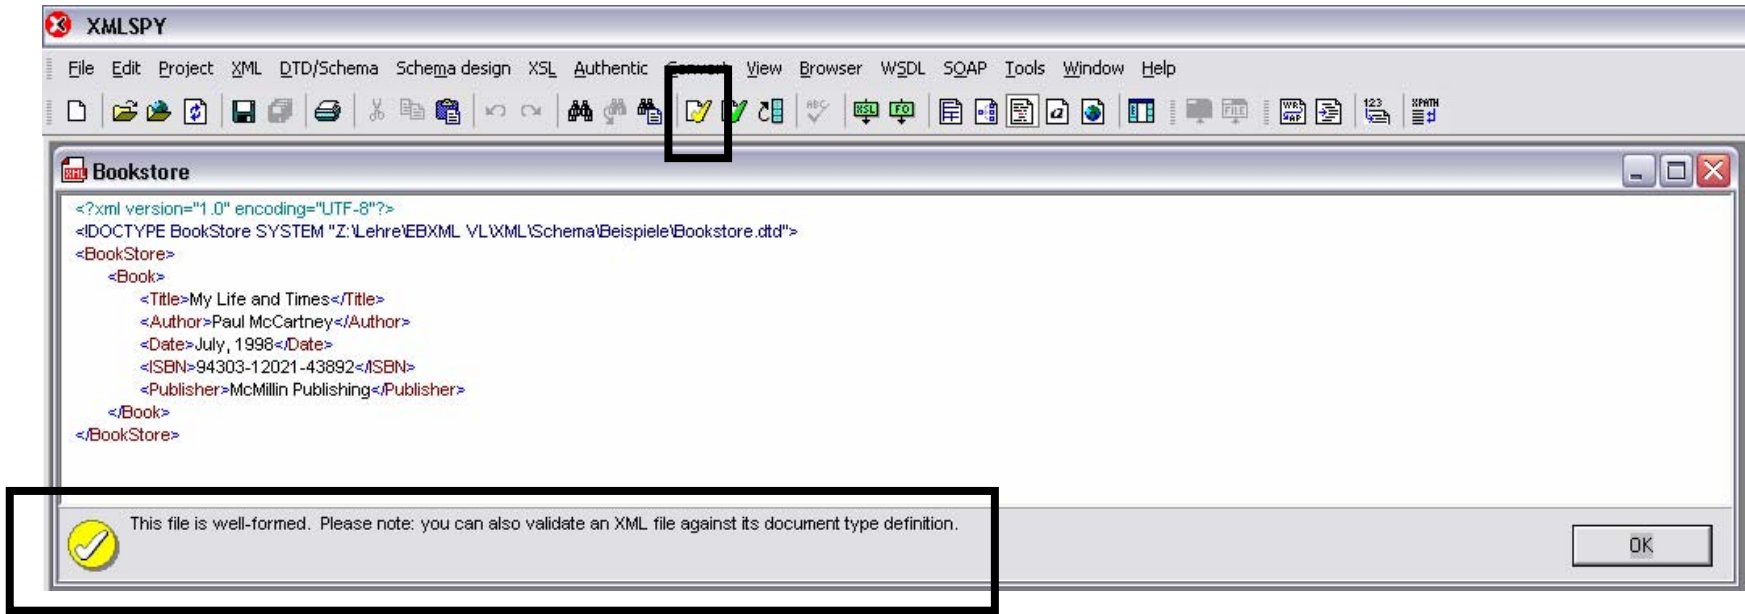 XMLSPY
File Edit Project XML DTD/Schema Schema design XSL Authentic Convert View Browser WSDL SOAP Tools Window Help
Bookstore
<?xml version="1.0" encoding="UTF-8"?>
<!DOCTYPE BookStore SYSTEM "Z:\Lehre\EBXML VL\XML\Schema\Beispiele\Bookstore.dtd">
<BookStore>
<Book>
<Title>My Life and Times</Title>
<Author>Paul McCartney</Author>
<Date>July, 1998</Date>
<ISBN>94303-12021-43892</ISBN>
<Publisher>McMillin Publishing</Publisher>
</Book>
</BookStore>
This file is well-formed. Please note: you can also validate an XML file against its document type definition.
OK